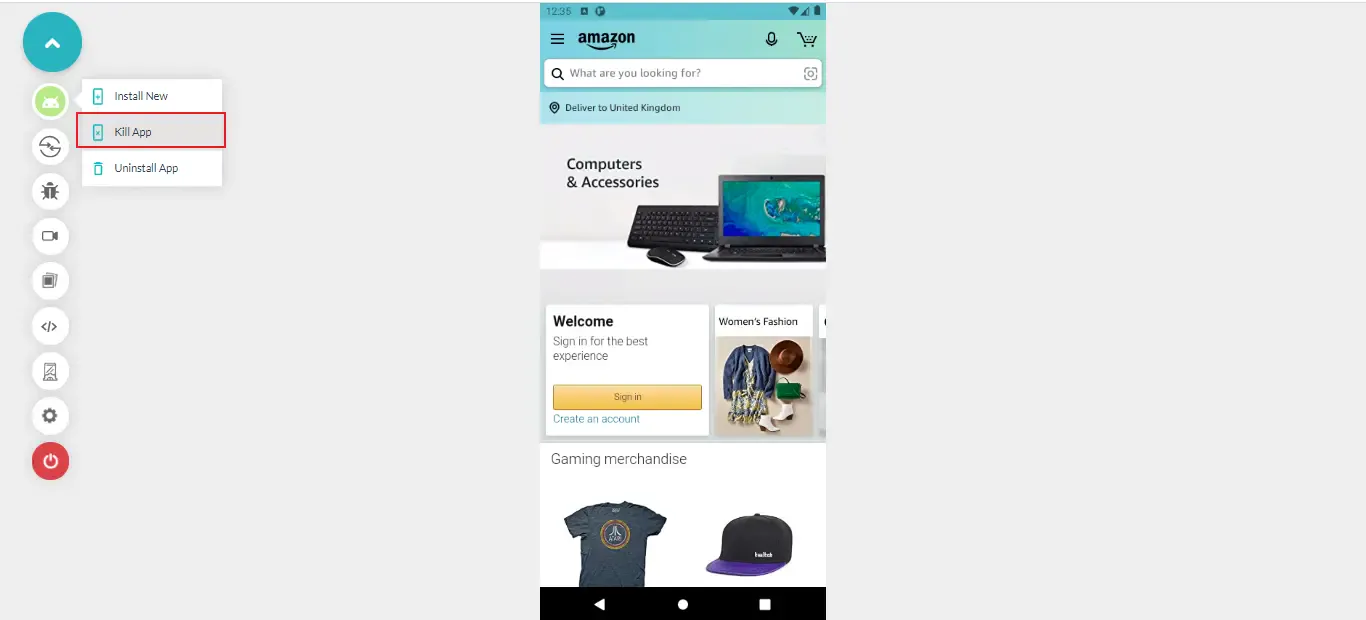 Install New
Kill App
Uninstall App
12:35
amazon
What are you looking for?
Deliver to United Kingdom
Computers
& Accessories
Welcome
Sign in for the best
experience
Sign in
Create an account
Women's Fashion
Gaming merchandise
ATARI